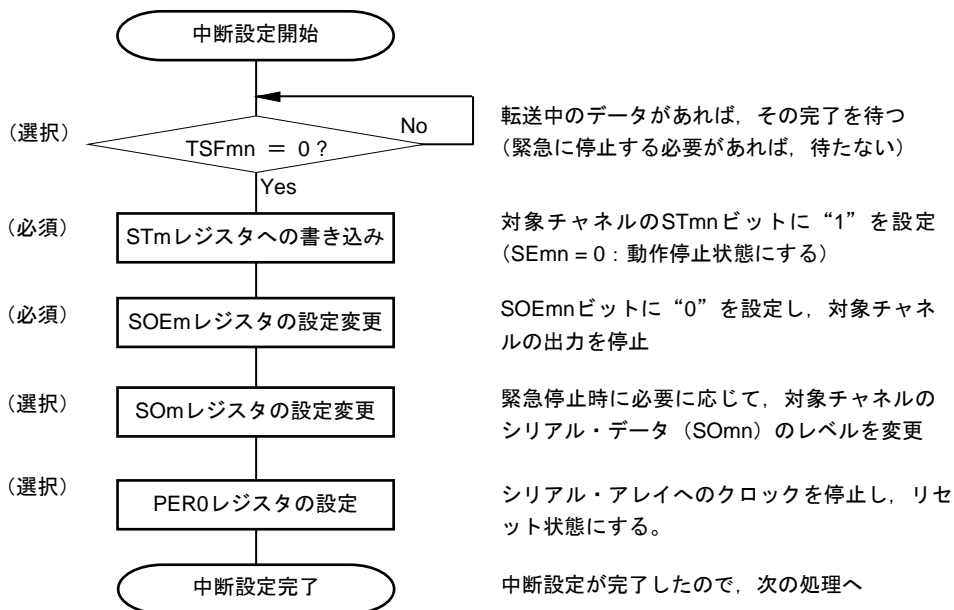 中断設定開始
（選択）
TSFmn ＝ 0？
No
Yes
転送中のデータがあれば，その完了を待つ
（緊急に停止する必要があれば，待たない）
（必須）
STmレジスタへの書き込み
対象チャネルのSTmnビットに“1”を設定
（SEmn = 0：動作停止状態にする）
（必須）
SOEmレジスタの設定変更
SOEmnビットに“0”を設定し，対象チャネ
ルの出力を停止
（選択）
SOmレジスタの設定変更
緊急停止時に必要に応じて，対象チャネルの
シリアル・データ（SOmn）のレベルを変更
（選択）
PER0レジスタの設定
シリアル・アレイへのクロックを停止し，リセ
ット状態にする。
中断設定完了
中断設定が完了したので，次の処理へ